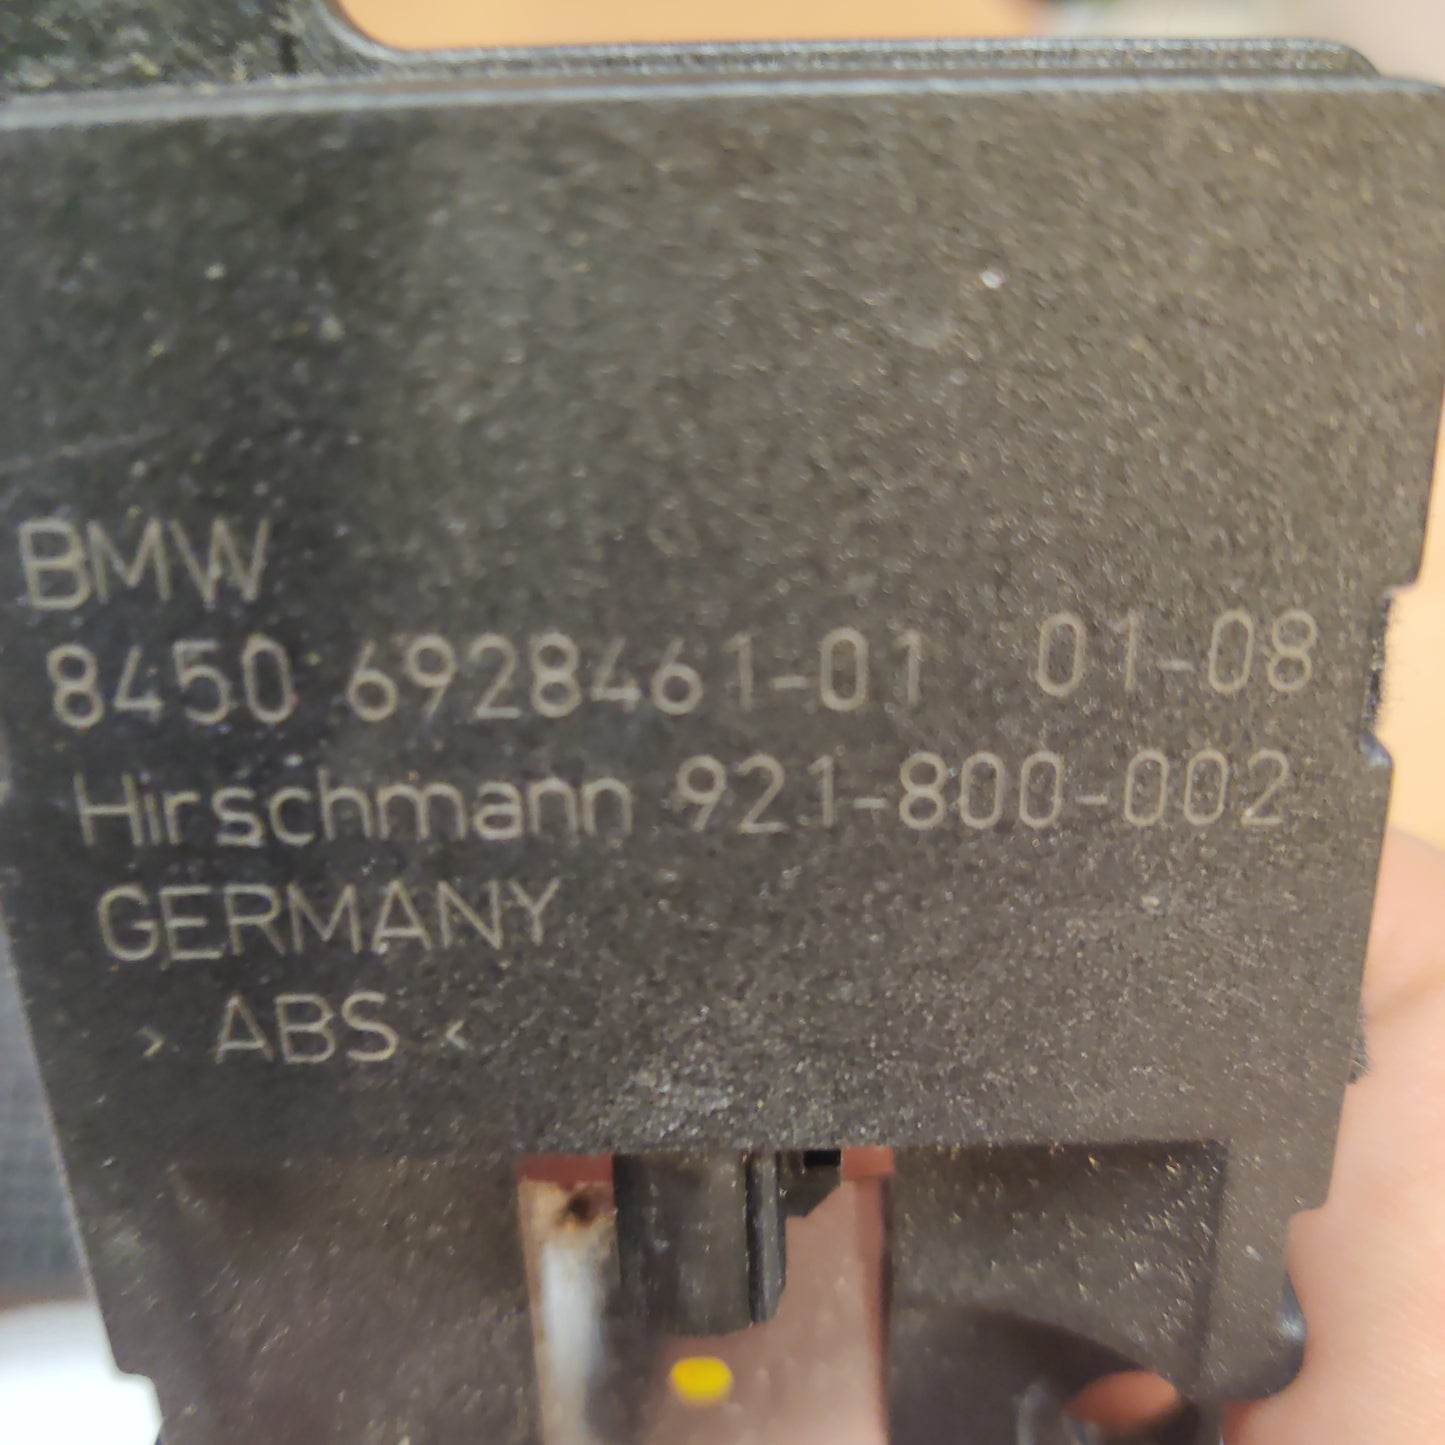 BMW
8450 6928461-01 01-08
Hirschmann 921-800-002
GERMANY
> ABS <